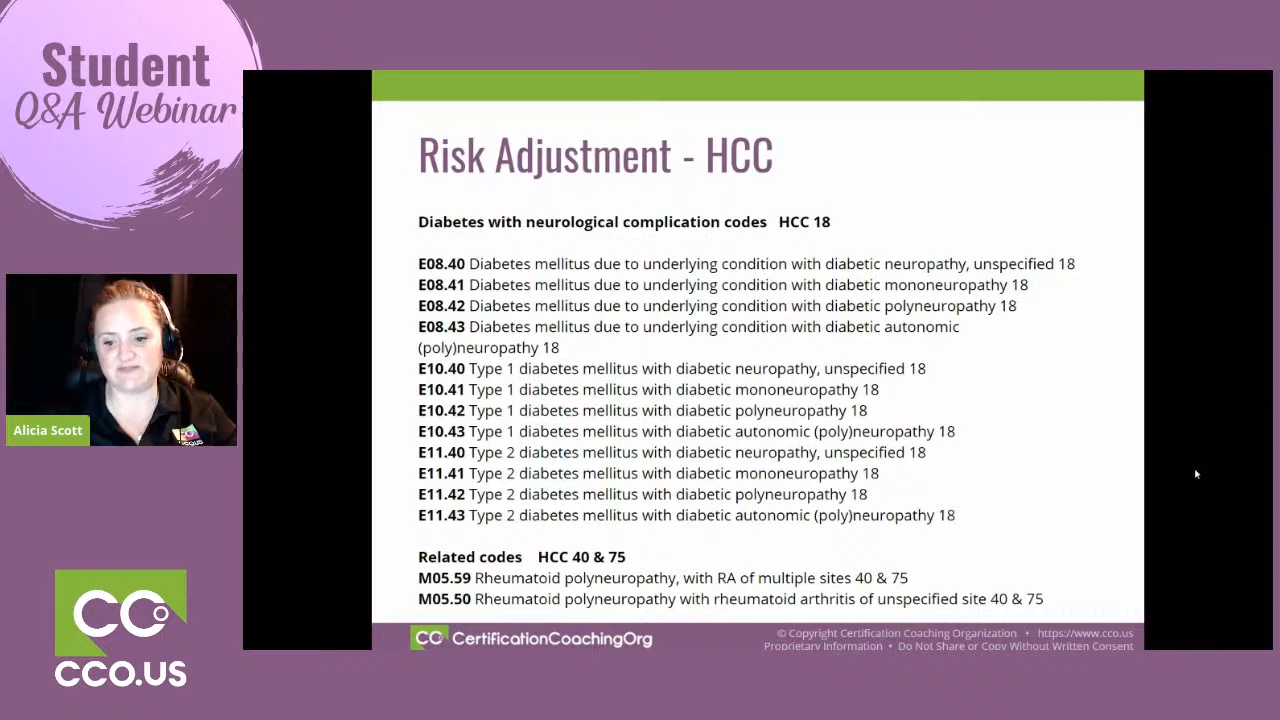 Student
Q&A Webinar
Risk Adjustment - HCC
Diabetes with neurological complication codes HCC 18
E08.40 Diabetes mellitus due to underlying condition with diabetic neuropathy, unspecified 18
E08.41 Diabetes mellitus due to underlying condition with diabetic mononeuropathy 18
E08.42 Diabetes mellitus due to underlying condition with diabetic polyneuropathy 18
E08.43 Diabetes mellitus due to underlying condition with diabetic autonomic
(poly)neuropathy 18
E10.40 Type 1 diabetes mellitus with diabetic neuropathy, unspecified 18
E10.41 Type 1 diabetes mellitus with diabetic mononeuropathy 18
E10.42 Type 1 diabetes mellitus with diabetic polyneuropathy 18
E10.43 Type 1 diabetes mellitus with diabetic autonomic (poly)neuropathy 18
E11.40 Type 2 diabetes mellitus with diabetic neuropathy, unspecified 18
E11.41 Type 2 diabetes mellitus with diabetic mononeuropathy 18
E11.42 Type 2 diabetes mellitus with diabetic polyneuropathy 18
E11.43 Type 2 diabetes mellitus with diabetic autonomic (poly)neuropathy 18
Related codes HCC 40 & 75
M05.59 Rheumatoid polyneuropathy, with RA of multiple sites 40 & 75
M05.50 Rheumatoid polyneuropathy with rheumatoid arthritis of unspecified site 40 & 75
CCO CertificationCoachingOrg
© Copyright Certification Coaching Organization • https://www.cco.us
Proprietary Information • Do Not Share or Copy Without Written Consent
Alicia Scott
CCO
CCO.US